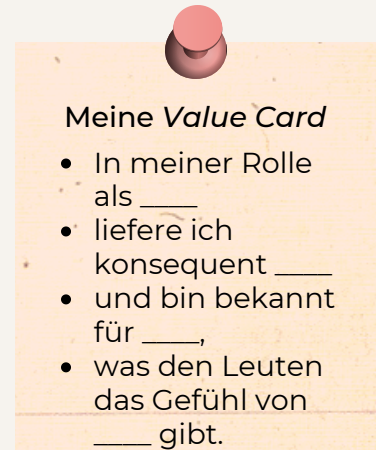 Meine Value Card
• In meiner Rolle
als ____
• liefere ich
konsequent ____
• und bin bekannt
für ____,
• was den Leuten
das Gefühl von
____ gibt.